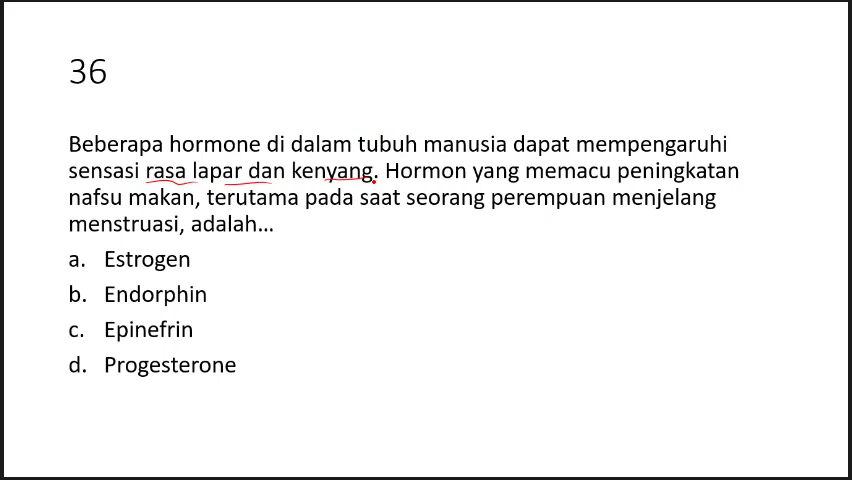 36
Beberapa hormone di dalam tubuh manusia dapat mempengaruhi
sensasi rasa lapar dan kenyang. Hormon yang memacu peningkatan
nafsu makan, terutama pada saat seorang perempuan menjelang
menstruasi, adalah...
a. Estrogen
b. Endorphin
c. Epinefrin
d. Progesterone